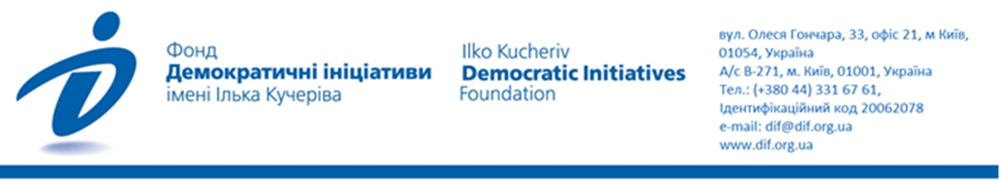 Фонд
Демократичні ініціативи
імені Ілька Кучеріва
Ilko Kucheriv
Democratic Initiatives
Foundation
вул. Олеся Гончара, 33, офіс 21, м Київ,
01054, Україна
А/с В-271, м. Київ, 01001, Україна
Тел.: (+380 44) 331 67 61,
Ідентифікаційний код 20062078
e-mail: dif@dif.org.ua
www.dif.org.ua